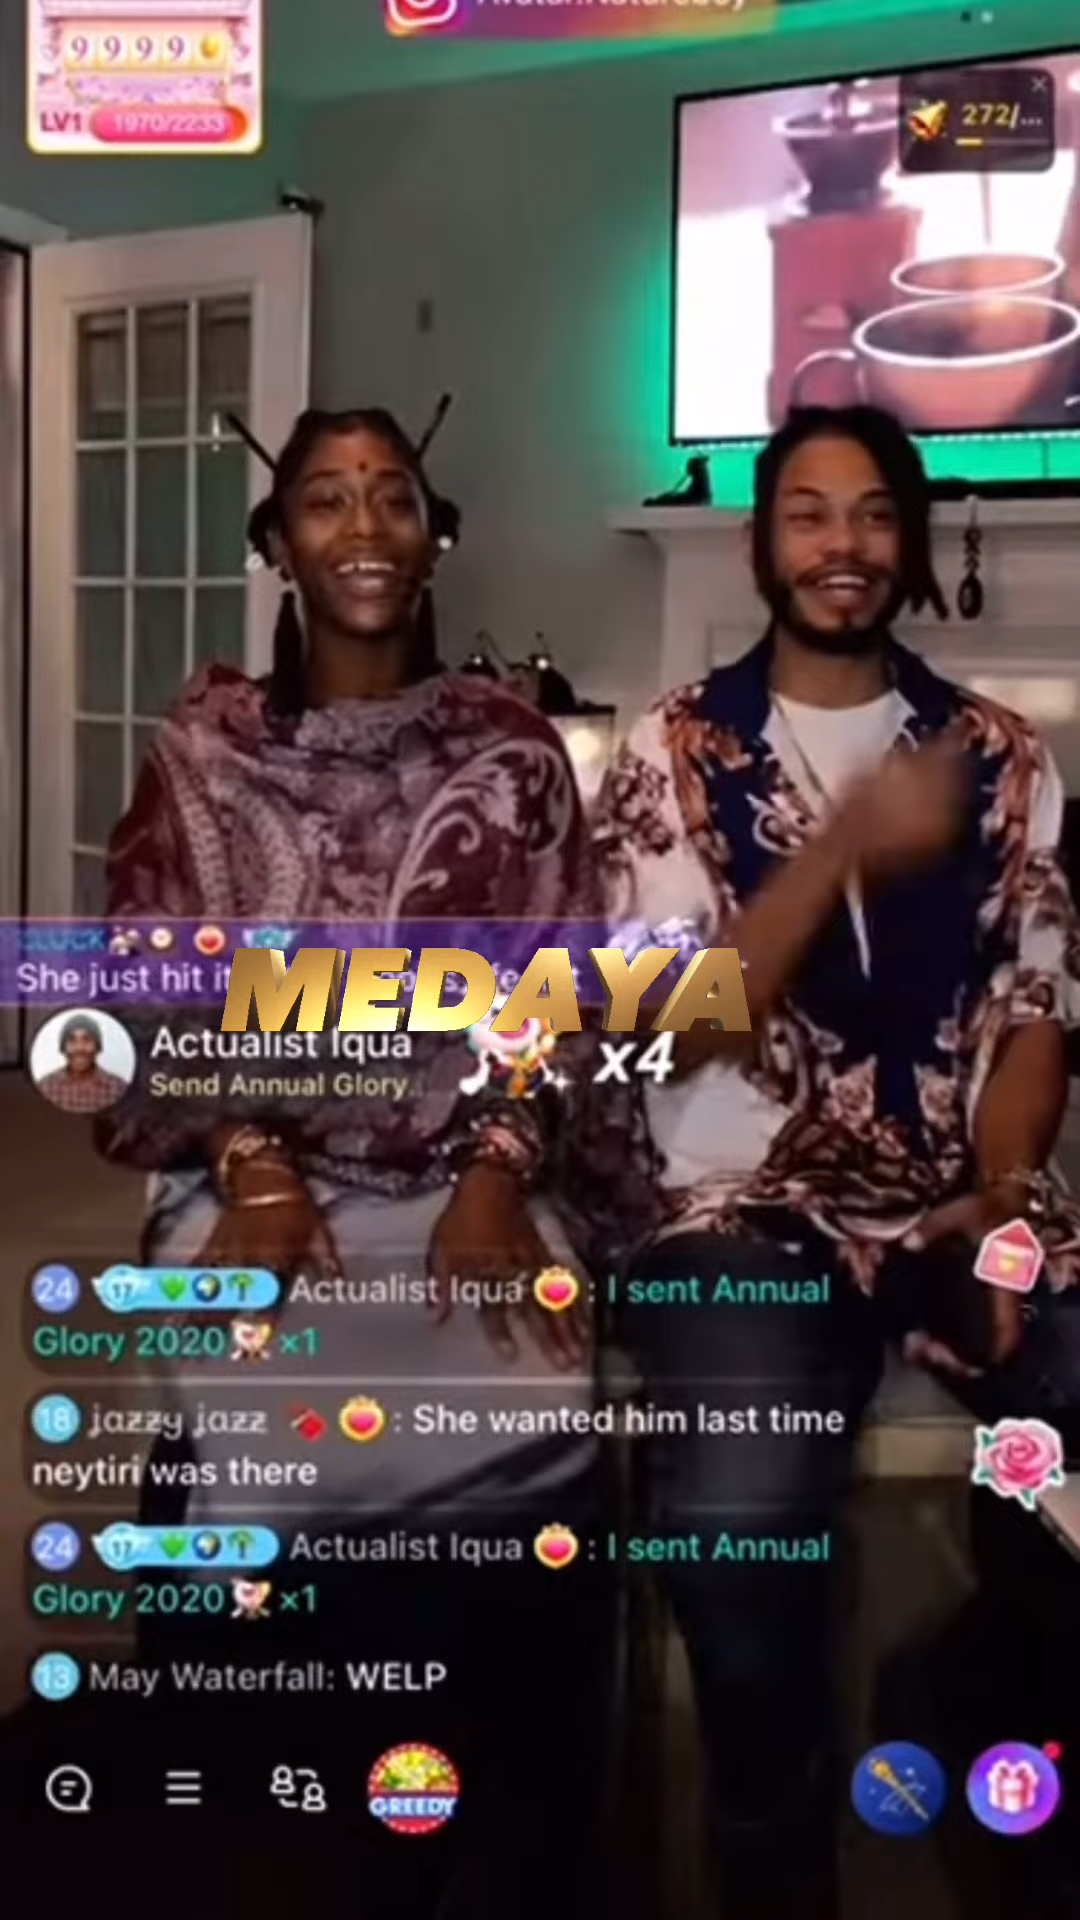 9999
LV1 1970/2233
272/...
She just hit it
MEDAYA
Actualist Iqua
Send Annual Glory..
x4
24 17 Actualist Iqua : I sent Annual
Glory 2020 ×1
18 jazzy jazz : She wanted him last time
neytiri was there
24 17 Actualist Iqua : I sent Annual
Glory 2020 ×1
13 May Waterfall: WELP
GREEDY